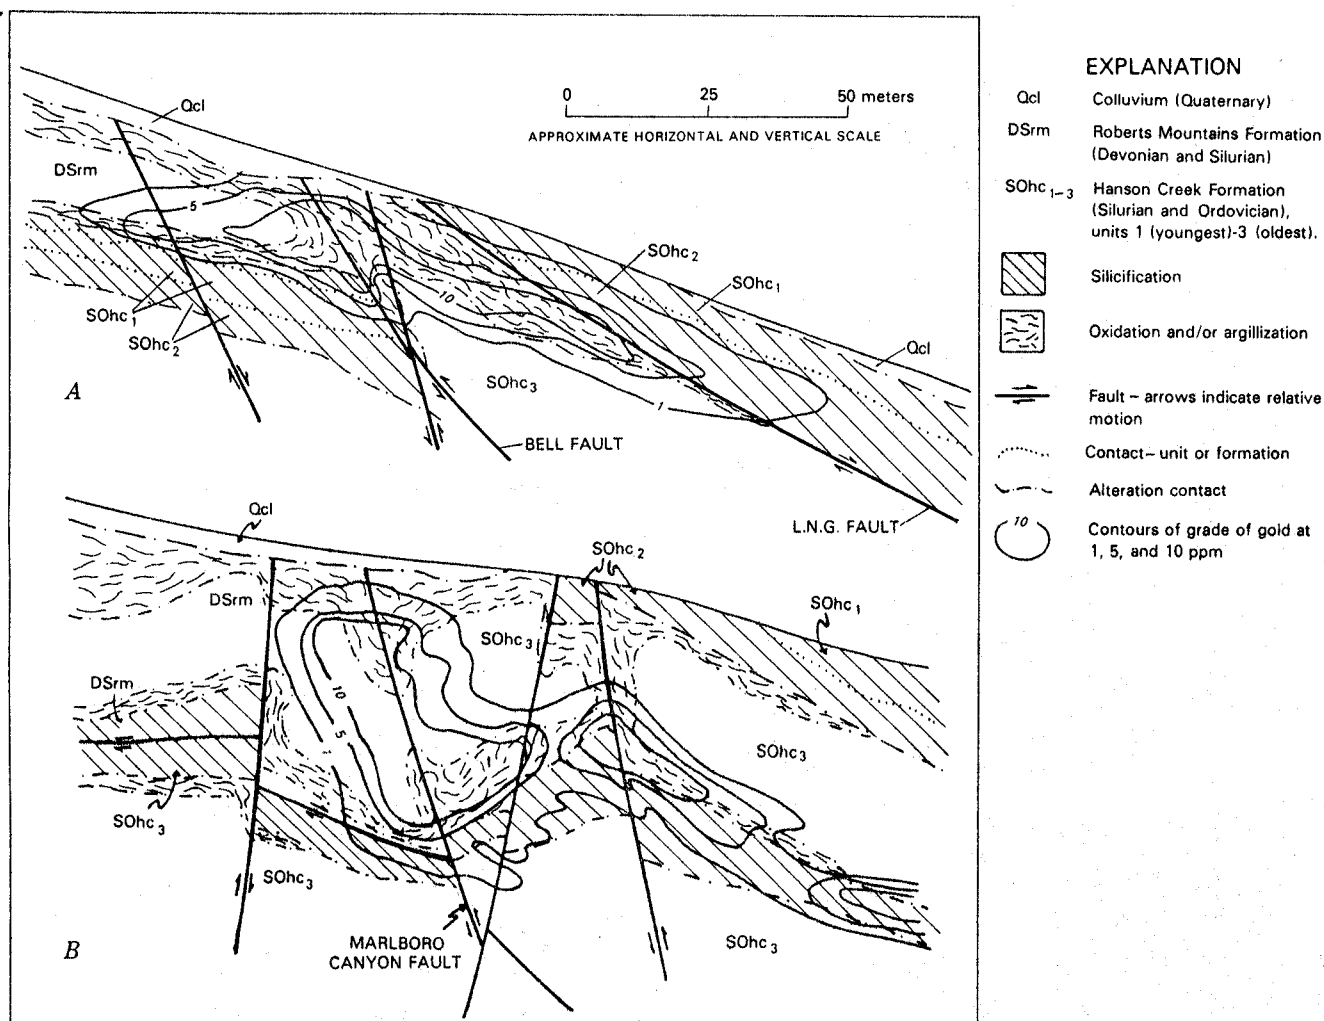 Qcl
0 25 50 meters
APPROXIMATE HORIZONTAL AND VERTICAL SCALE
DSrm
5
SOhc2
SOhc1
10
SOhc1
SOhc2
Qcl
A
SOhc3
1
BELL FAULT
L.N.G. FAULT
Qcl
SOhc2
DSrm
SOhc3
SOhc1
DSrm
10
5
1
SOhc3
SOhc3
SOhc3
B
MARLBORO
CANYON FAULT
SOhc3
EXPLANATION
Qcl Colluvium (Quaternary)
DSrm Roberts Mountains Formation
(Devonian and Silurian)
SOhc1–3 Hanson Creek Formation
(Silurian and Ordovician),
units 1 (youngest)-3 (oldest).
Silicification
Oxidation and/or argillization
Fault – arrows indicate relative
motion
Contact – unit or formation
Alteration contact
10 Contours of grade of gold at
1, 5, and 10 ppm